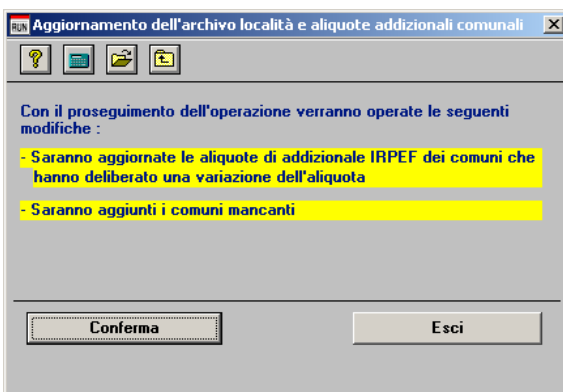 RUN Aggiornamento dell'archivio località e aliquote addizionali comunali
Con il proseguimento dell'operazione verranno operate le seguenti
modifiche :
- Saranno aggiornate le aliquote di addizionale IRPEF dei comuni che
hanno deliberato una variazione dell'aliquota
- Saranno aggiunti i comuni mancanti
Conferma
Esci